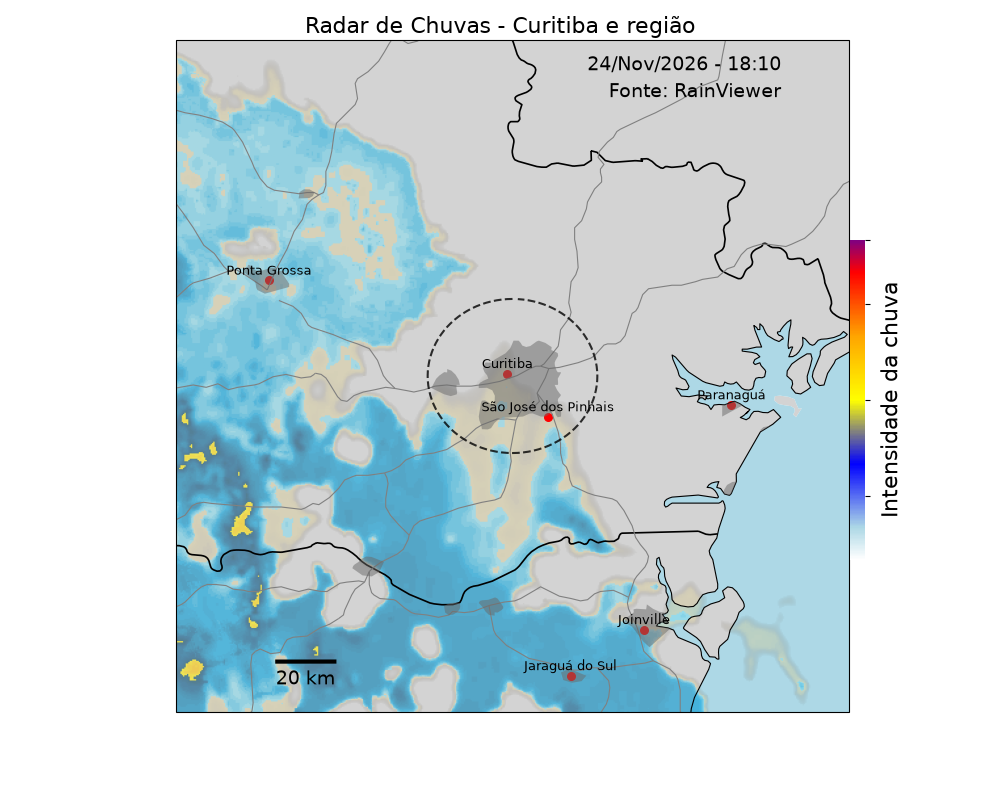 Radar de Chuvas - Curitiba e região
24/Nov/2026 - 18:10
Fonte: RainViewer
Ponta Grossa
Curitiba
São José dos Pinhais
Paranaguá
Joinville
Jaraguá do Sul
20 km
Intensidade da chuva